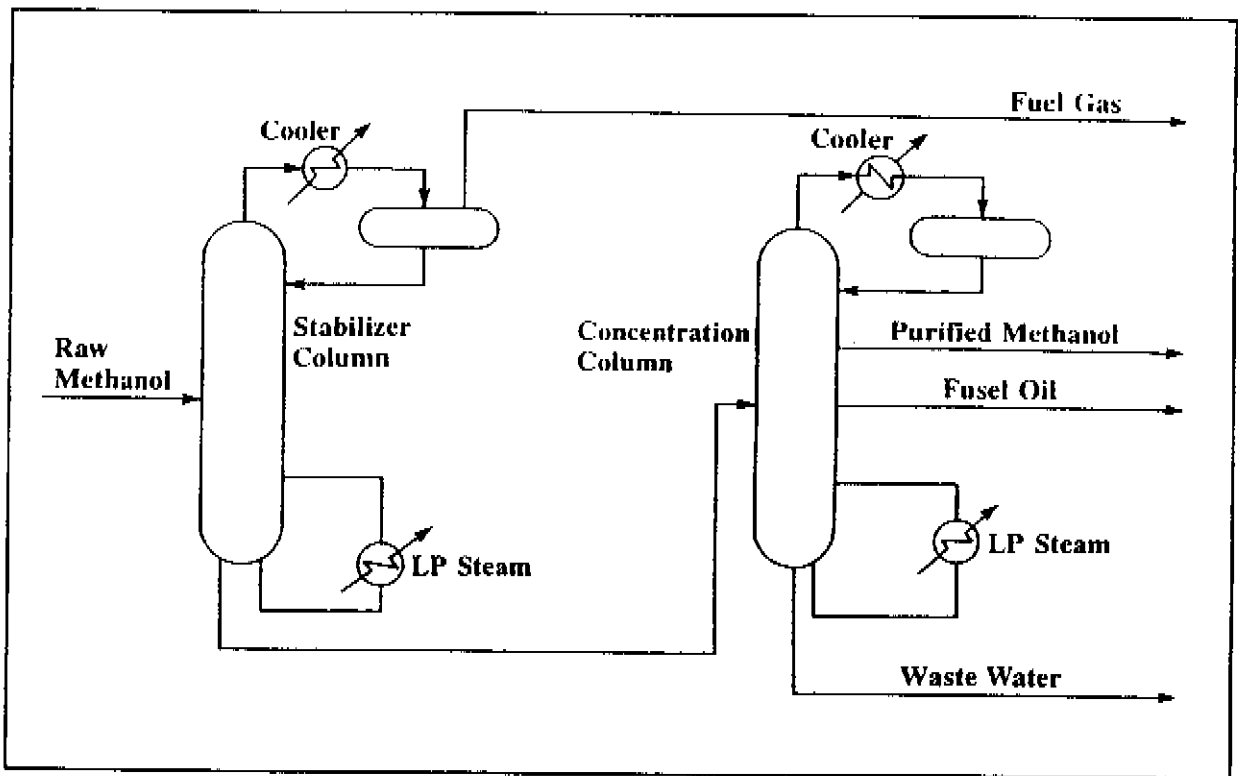 Fuel Gas
Cooler
Cooler
Stabilizer
Column
Concentration
Column
Purified Methanol
Raw
Methanol
Fusel Oil
LP Steam
LP Steam
Waste Water